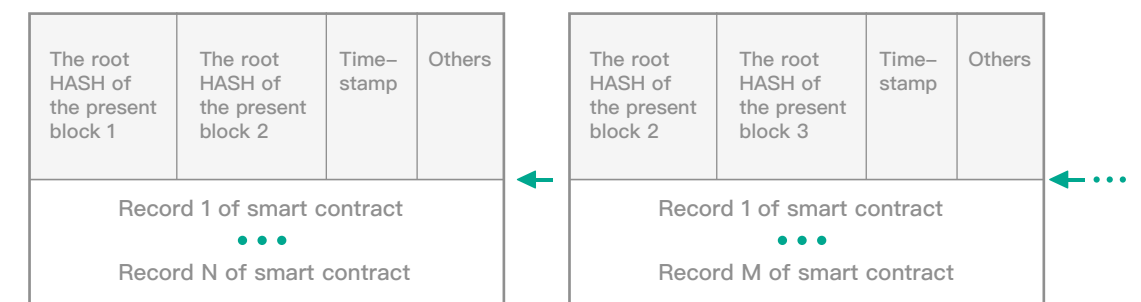 The root
HASH of
the present
block 1
The root
HASH of
the present
block 2
Time-
stamp
Others
Record 1 of smart contract
Record N of smart contract
The root
HASH of
the present
block 2
The root
HASH of
the present
block 3
Time-
stamp
Others
Record 1 of smart contract
Record M of smart contract